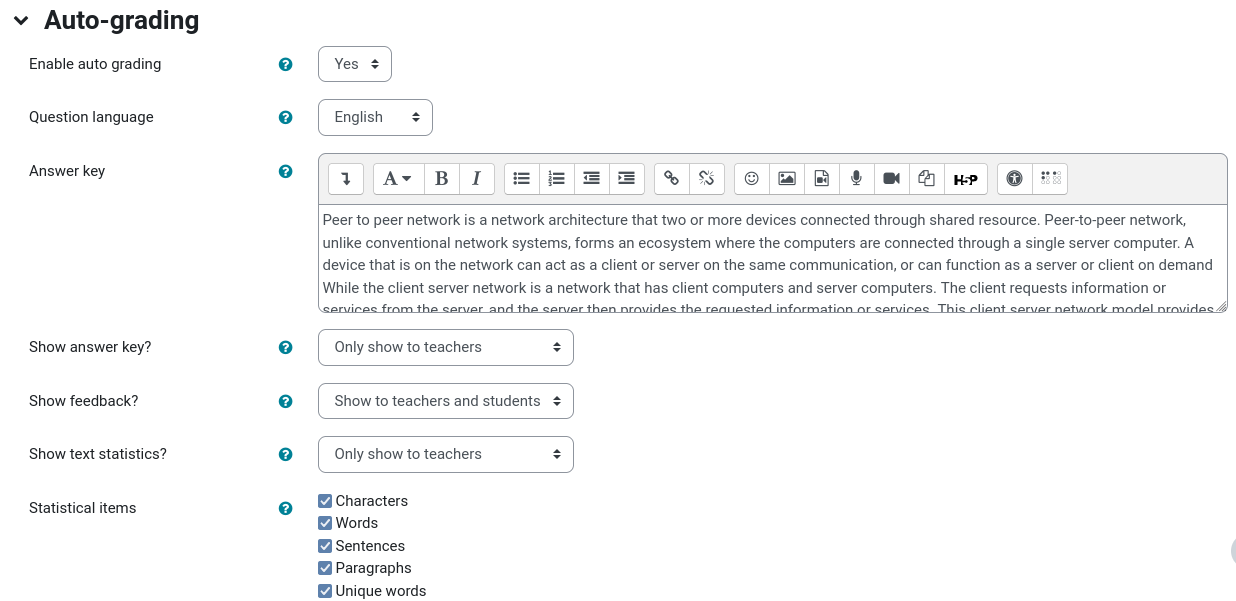 Auto-grading
Enable auto grading
Yes
Question language
English
Answer key
A B I H5P
Peer to peer network is a network architecture that two or more devices connected through shared resource. Peer-to-peer network,
unlike conventional network systems, forms an ecosystem where the computers are connected through a single server computer. A
device that is on the network can act as a client or server on the same communication, or can function as a server or client on demand
While the client server network is a network that has client computers and server computers. The client requests information or
services from the server, and the server then provides the requested information or services. This client server network model provides
Show answer key?
Only show to teachers
Show feedback?
Show to teachers and students
Show text statistics?
Only show to teachers
Statistical items
Characters
Words
Sentences
Paragraphs
Unique words